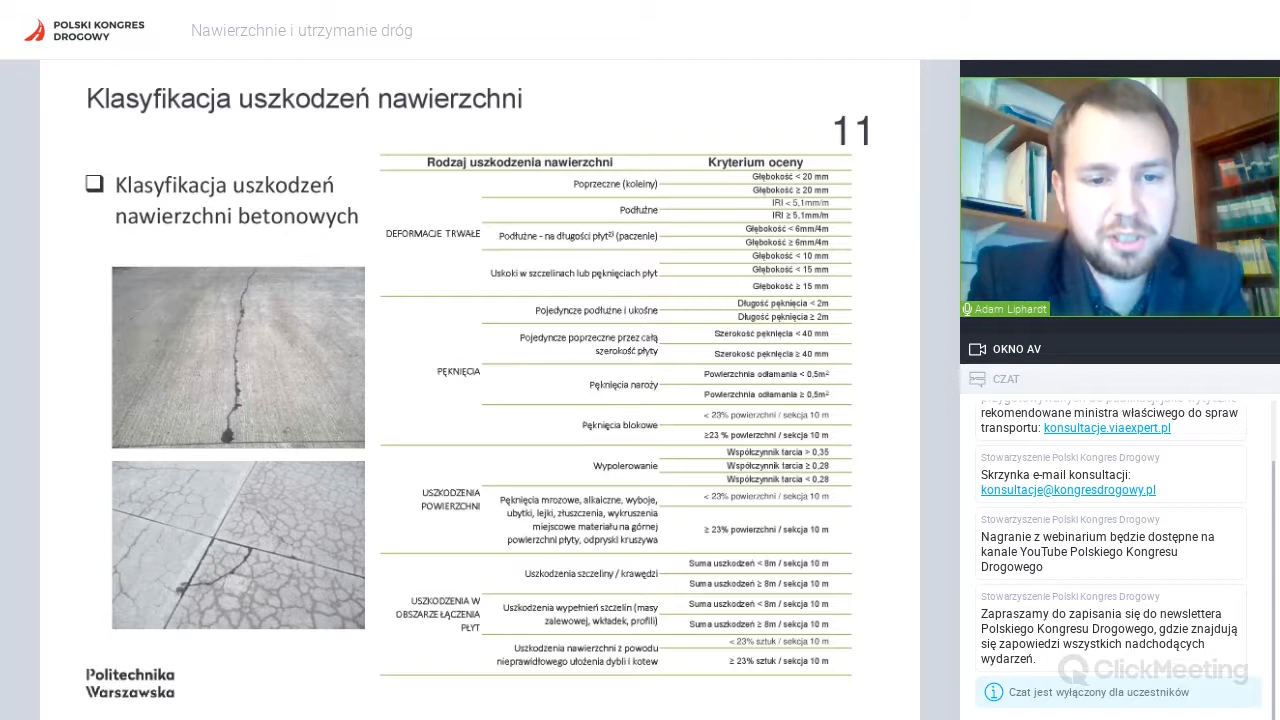 POLSKI KONGRES
DROGOWY
Nawierzchnie i utrzymanie dróg
Klasyfikacja uszkodzeń nawierzchni
11
❑ Klasyfikacja uszkodzeń
nawierzchni betonowych
Rodzaj uszkodzenia nawierzchni
Kryterium oceny
DEFORMACJE TRWAŁE
Poprzeczne (koleiny)
Głębokość < 20 mm
Głębokość ≥ 20 mm
Podłużne
IRI < 5,1mm/m
IRI ≥ 5,1mm/m
Podłużne - na długości płyt²⁾ (paczenie)
Głębokość < 6mm/4m
Głębokość ≥ 6mm/4m
Uskoki w szczelinach lub pęknięciach płyt
Głębokość < 10 mm
Głębokość < 15 mm
Głębokość ≥ 15 mm
PĘKNIĘCIA
Pojedyncze podłużne i ukośne
Długość pęknięcia < 2m
Długość pęknięcia ≥ 2m
Pojedyncze poprzeczne przez całą
szerokość płyty
Szerokość pęknięcia < 40 mm
Szerokość pęknięcia ≥ 40 mm
Pęknięcia naroży
Powierzchnia odłamania < 0,5m²
Powierzchnia odłamania ≥ 0,5m²
Pęknięcia blokowe
< 23% powierzchni / sekcja 10 m
≥23 % powierzchni / sekcja 10 m
USZKODZENIA
POWIERZCHNI
Wypolerowanie
Współczynnik tarcia > 0,35
Współczynnik tarcia ≥ 0,28
Współczynnik tarcia < 0,28
Pęknięcia mrozowe, alkaiczne, wyboje,
ubytki, lejki, złuszczenia, wykruszenia
miejscowe materiału na górnej
powierzchni płyty, odpryski kruszywa
< 23% powierzchni / sekcja 10 m
≥ 23% powierzchni / sekcja 10 m
USZKODZENIA W
OBSZARZE ŁĄCZENIA
PŁYT
Uszkodzenia szczeliny / krawędzi
Suma uszkodzeń < 8m / sekcja 10 m
Suma uszkodzeń ≥ 8m / sekcja 10 m
Uszkodzenia wypełnień szczelin (masy
zalewowej, wkładek, profili)
Suma uszkodzeń < 8m / sekcja 10 m
Suma uszkodzeń ≥ 8m / sekcja 10 m
Uszkodzenia nawierzchni z powodu
nieprawidłowego ułożenia dybli i kotew
< 23% sztuk / sekcja 10 m
≥ 23% sztuk / sekcja 10 m
Politechnika
Warszawska
Adam Liphardt
OKNO AV
CZAT
przygotowywanych do publikacji jako wytyczne
rekomendowane ministra właściwego do spraw
transportu: konsultacje.viaexpert.pl
Stowarzyszenie Polski Kongres Drogowy
Skrzynka e-mail konsultacji:
konsultacje@kongresdrogowy.pl
Stowarzyszenie Polski Kongres Drogowy
Nagranie z webinarium będzie dostępne na
kanale YouTube Polskiego Kongresu
Drogowego
Stowarzyszenie Polski Kongres Drogowy
Zapraszamy do zapisania się do newslettera
Polskiego Kongresu Drogowego, gdzie znajdują
się zapowiedzi wszystkich nadchodzących
wydarzeń.
ClickMeeting
Czat jest wyłączony dla uczestników